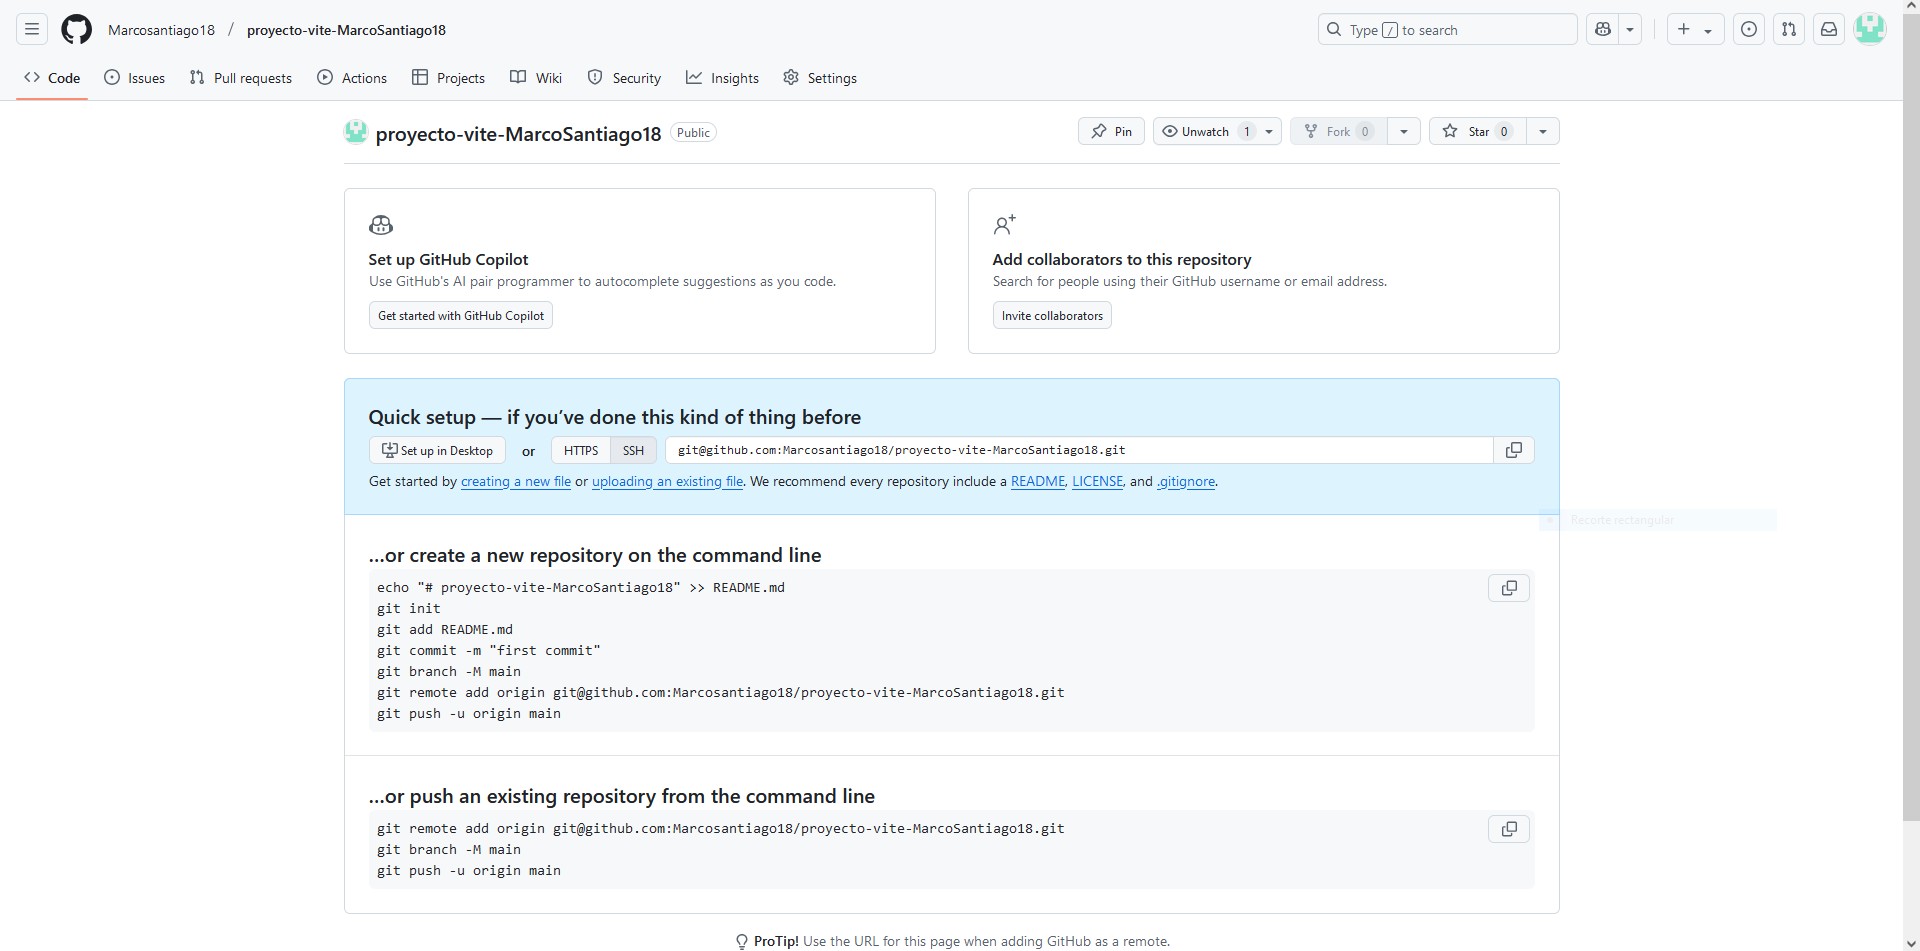 Marcosantiago18 / proyecto-vite-MarcoSantiago18
Type / to search
Code Issues Pull requests Actions Projects Wiki Security Insights Settings
proyecto-vite-MarcoSantiago18 Public
Pin Unwatch 1 Fork 0 Star 0
Set up GitHub Copilot
Use GitHub's AI pair programmer to autocomplete suggestions as you code.
Get started with GitHub Copilot
Add collaborators to this repository
Search for people using their GitHub username or email address.
Invite collaborators
Quick setup — if you’ve done this kind of thing before
Set up in Desktop or HTTPS SSH git@github.com:Marcosantiago18/proyecto-vite-MarcoSantiago18.git
Get started by creating a new file or uploading an existing file. We recommend every repository include a README, LICENSE, and .gitignore.
Recorte rectangular
…or create a new repository on the command line
echo "# proyecto-vite-MarcoSantiago18" >> README.md
git init
git add README.md
git commit -m "first commit"
git branch -M main
git remote add origin git@github.com:Marcosantiago18/proyecto-vite-MarcoSantiago18.git
git push -u origin main
…or push an existing repository from the command line
git remote add origin git@github.com:Marcosantiago18/proyecto-vite-MarcoSantiago18.git
git branch -M main
git push -u origin main
ProTip! Use the URL for this page when adding GitHub as a remote.